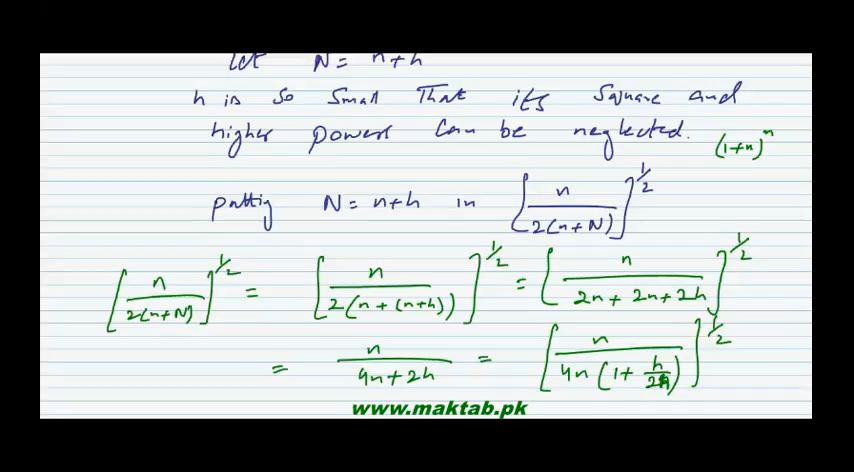 let N = n+h
h is so small that its square and
higher powers can be neglected. (1+n)^n
putting N = n+h in [n/2(n+N)]^1/2
[n/2(n+N)]^1/2 = [n/2(n+(n+h))]^1/2 = [n/2n+2n+2h]^1/2
= n/4n+2h = [n/4n(1+h/2n)]^1/2
www.maktab.pk